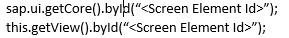 sap.ui.getCore().byId(“<Screen Element Id>”);
this.getView().byId(“<Screen Element Id>”);